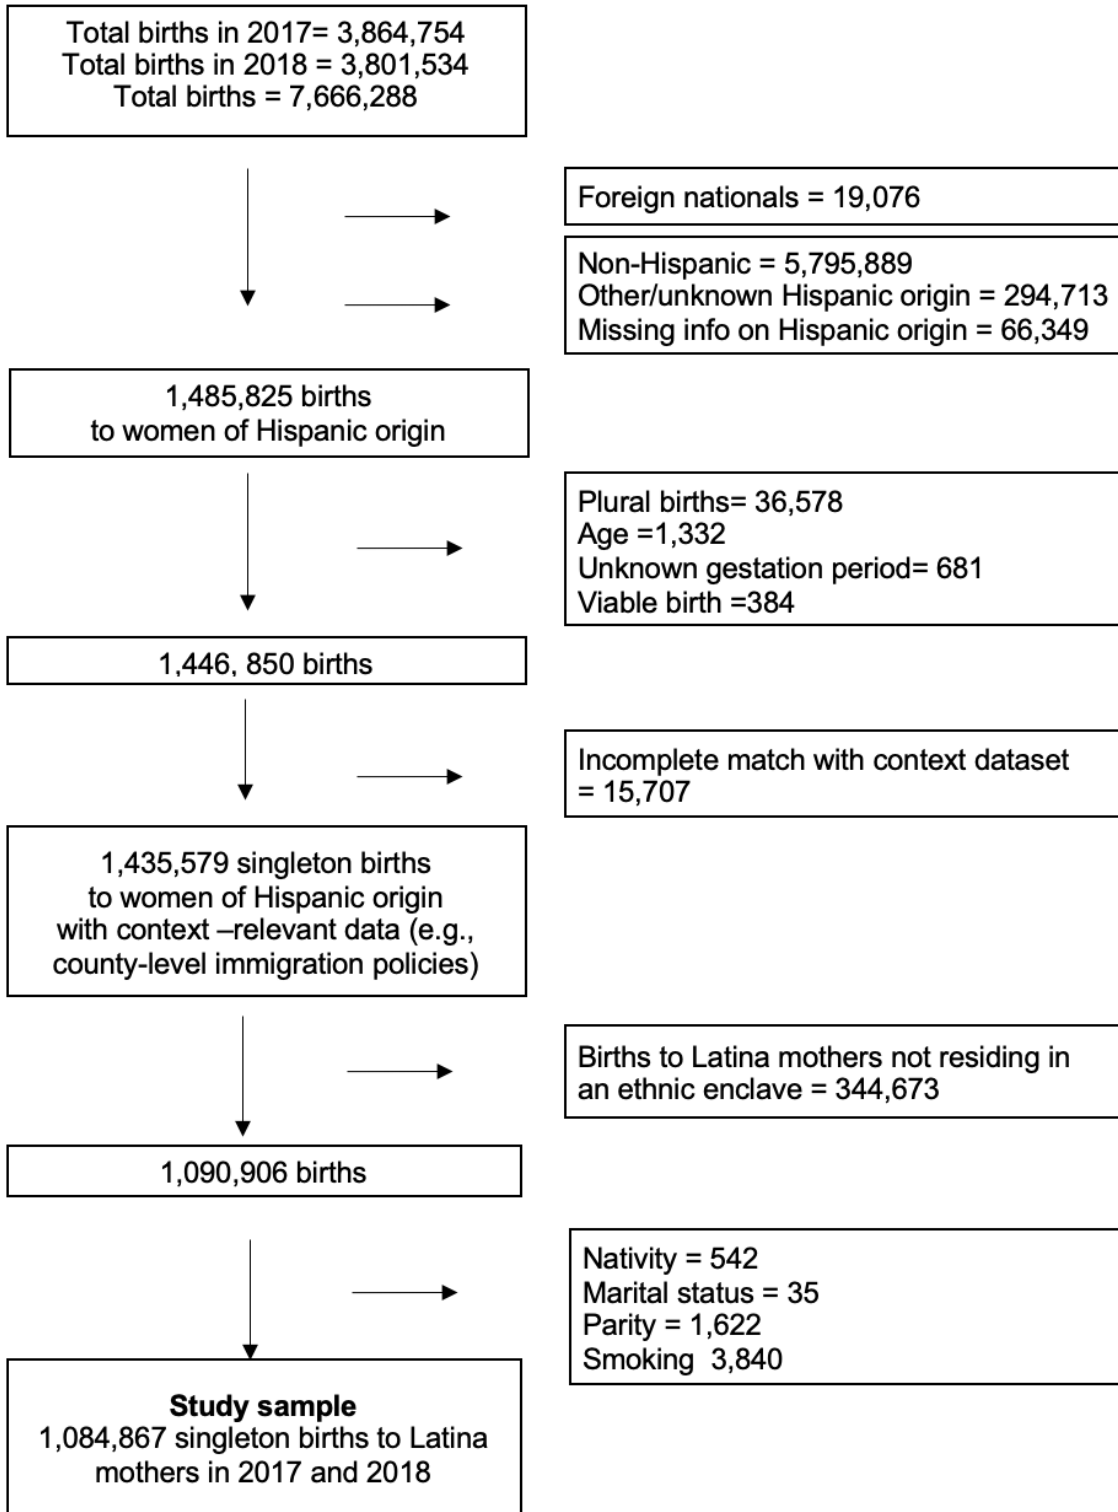 Total births in 2017= 3,864,754
Total births in 2018 = 3,801,534
Total births = 7,666,288
Foreign nationals = 19,076
Non-Hispanic = 5,795,889
Other/unknown Hispanic origin = 294,713
Missing info on Hispanic origin = 66,349
1,485,825 births
to women of Hispanic origin
Plural births= 36,578
Age =1,332
Unknown gestation period= 681
Viable birth =384
1,446, 850 births
Incomplete match with context dataset
= 15,707
1,435,579 singleton births
to women of Hispanic origin
with context –relevant data (e.g.,
county-level immigration policies)
Births to Latina mothers not residing in
an ethnic enclave = 344,673
1,090,906 births
Nativity = 542
Marital status = 35
Parity = 1,622
Smoking  3,840
Study sample
1,084,867 singleton births to Latina
mothers in 2017 and 2018